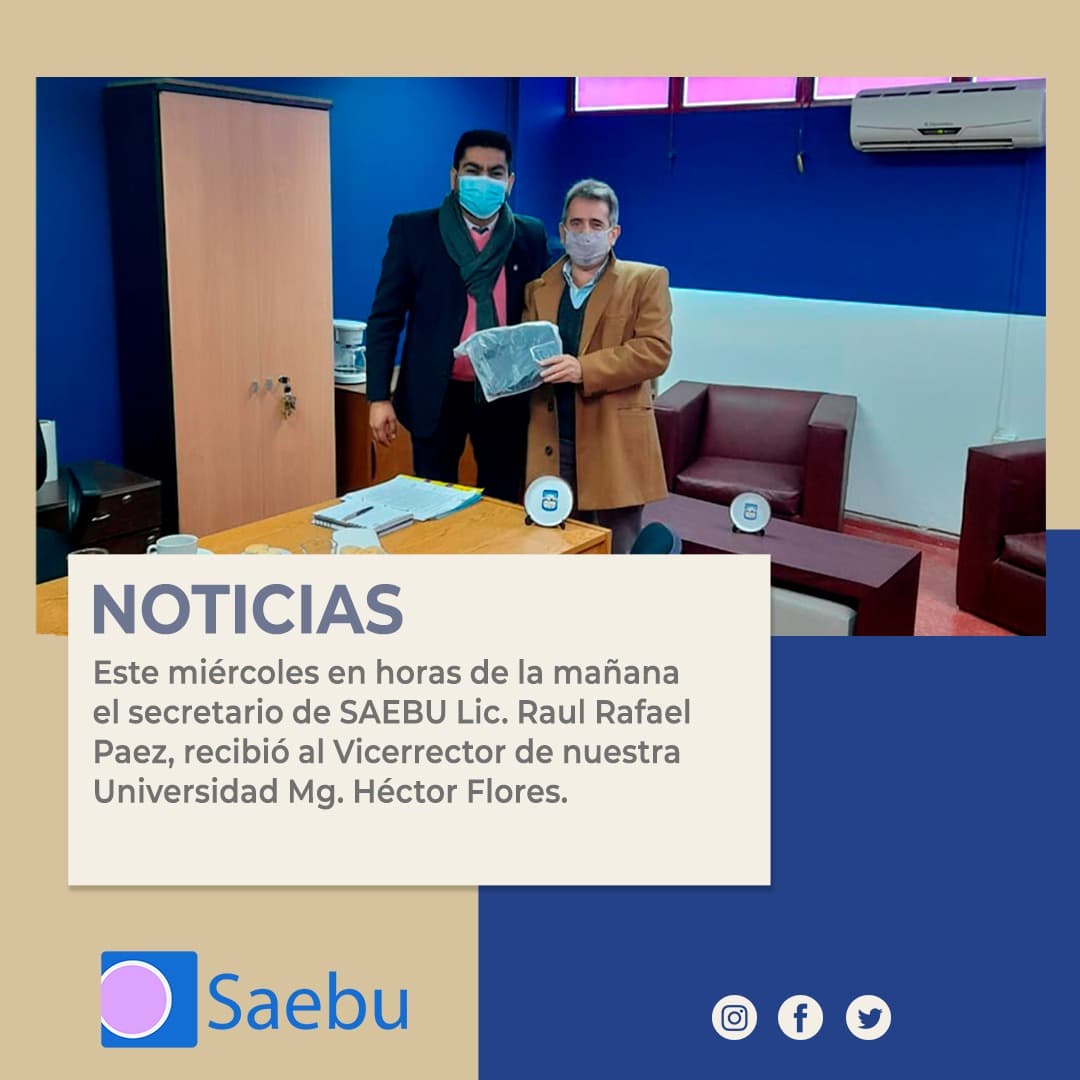 NOTICIAS
Este miércoles en horas de la mañana
el secretario de SAEBU Lic. Raul Rafael
Paez, recibió al Vicerrector de nuestra
Universidad Mg. Héctor Flores.
Saebu